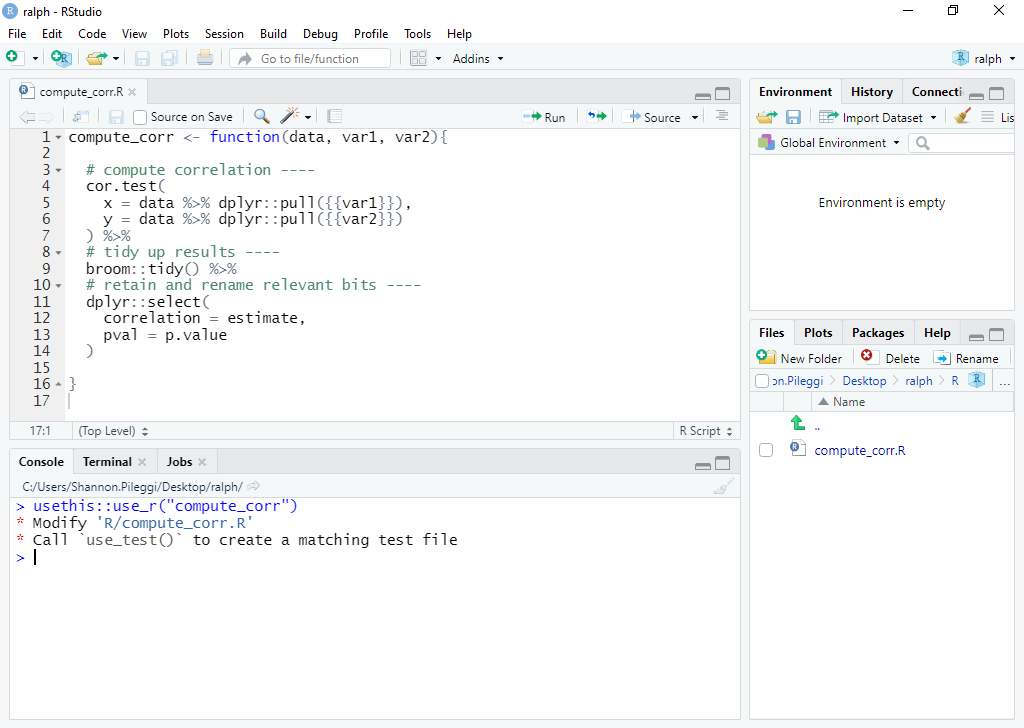 ralph - RStudio
File Edit Code View Plots Session Build Debug Profile Tools Help
Go to file/function
Addins
ralph
compute_corr.R
Source on Save
Run
Source
1 compute_corr <- function(data, var1, var2){
2
3 # compute correlation ----
4 cor.test(
5 x = data %>% dplyr::pull({{var1}}),
6 y = data %>% dplyr::pull({{var2}})
7 ) %>%
8 # tidy up results ----
9 broom::tidy() %>%
10 # retain and rename relevant bits ----
11 dplyr::select(
12 correlation = estimate,
13 pval = p.value
14 )
15
16 }
17
17:1 (Top Level) R Script
Console Terminal Jobs
C:/Users/Shannon.Pileggi/Desktop/ralph/
> usethis::use_r("compute_corr")
* Modify 'R/compute_corr.R'
* Call `use_test()` to create a matching test file
>
Environment History Connecti
Import Dataset Lis
Global Environment
Environment is empty
Files Plots Packages Help
New Folder Delete Rename
on.Pileggi Desktop ralph R ...
Name
..
compute_corr.R